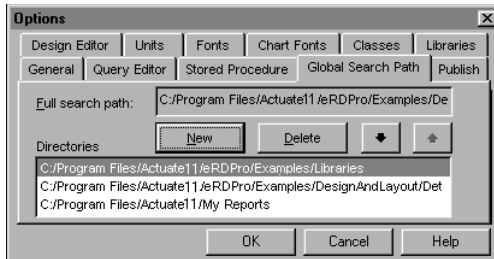 Options
Design Editor Units Fonts Chart Fonts Classes Libraries
General Query Editor Stored Procedure Global Search Path Publish
Full search path: C:/Program Files/Actuate11/eRDPro/Examples/De
Directories New Delete
C:/Program Files/Actuate11/eRDPro/Examples/Libraries
C:/Program Files/Actuate11/eRDPro/Examples/DesignAndLayout/Det
C:/Program Files/Actuate11/My Reports
OK Cancel Help